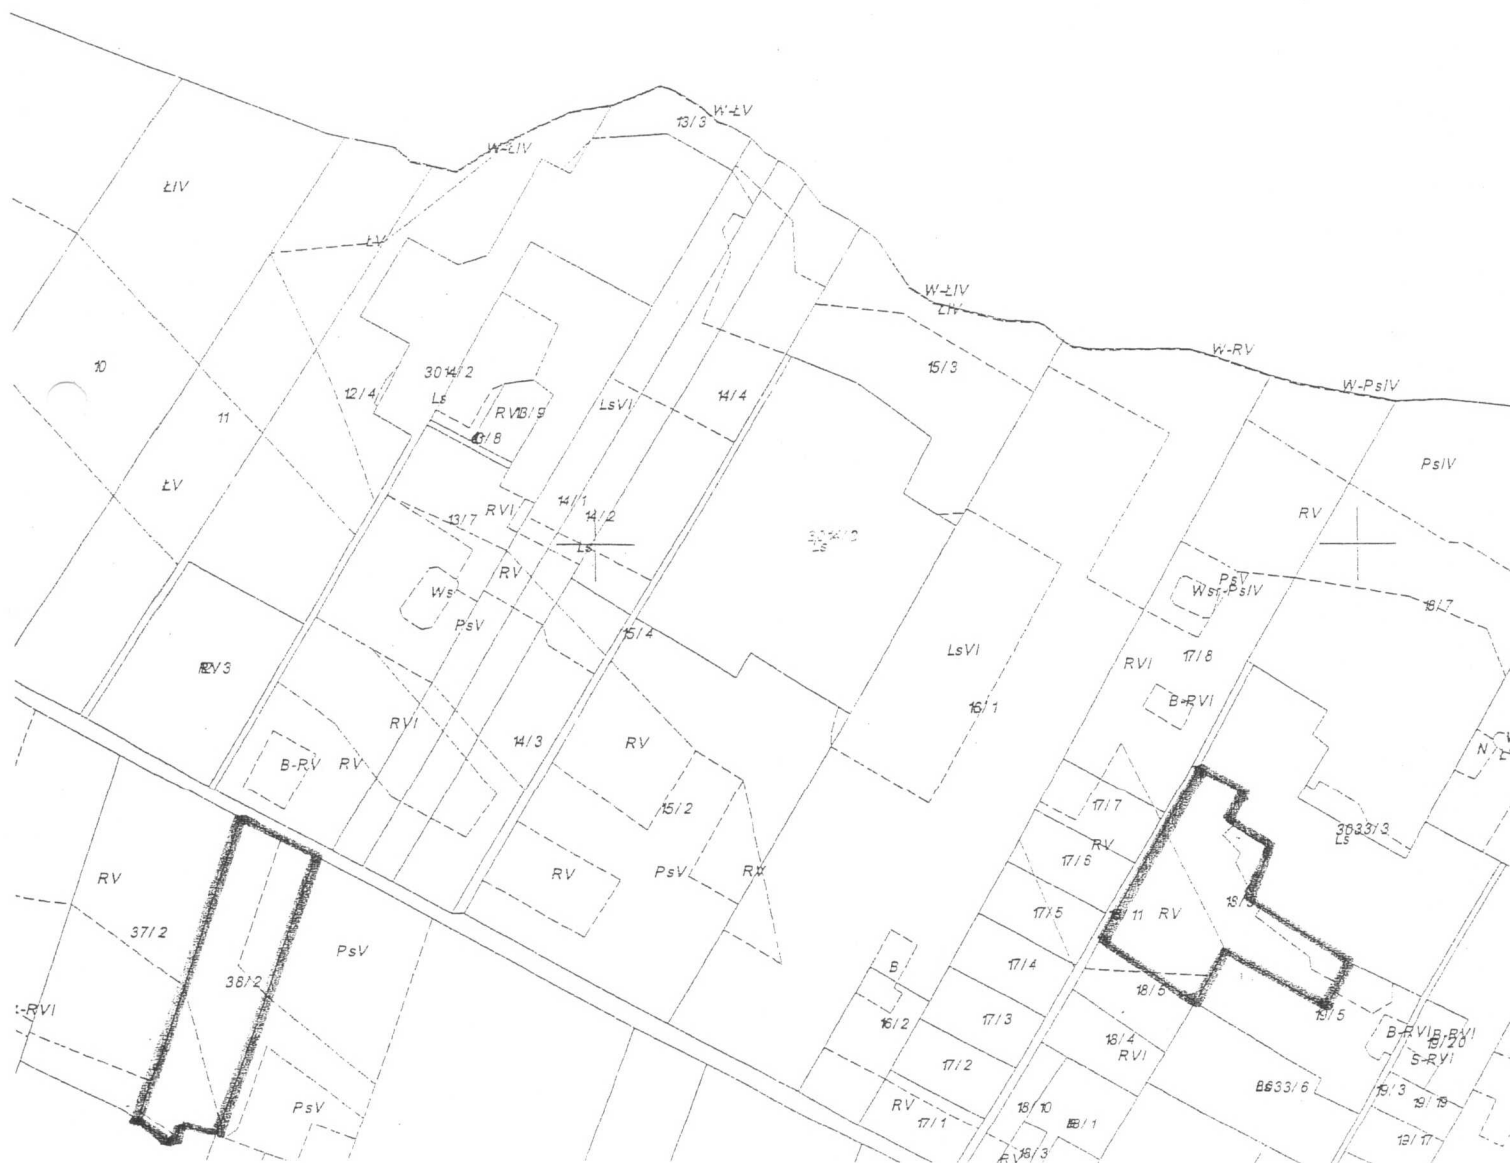 W-ŁV
13/3
W-ŁIV
ŁIV
ŁV
W-ŁIV
ŁIV
W-RV
W-PsIV
10
11
12/4
3014/2
Ls
13/9
13/8
LsVI
14/4
15/3
PsIV
ŁV
13/7
RVI
14/1
14/2
Ls
RV
RV
Ws
PsV
15/4
Ls
LsVI
PsV
Wsr-PsIV
16/7
RVI
17/8
16/1
B-RVI
RVI
14/3
RV
B-RV
RV
15/2
N
17/7
RV
17/6
3033/3
Ls
RV
RV
PsV
RV
17/5
RV
37/2
PsV
38/2
B
17/4
18/5
16/2
17/3
18/4
RVI
19/5
B-RVI
B-RVI
19/20
S-RVI
17/2
PsV
RV
17/1
18/10
18/3
19/3
19/19
19/17